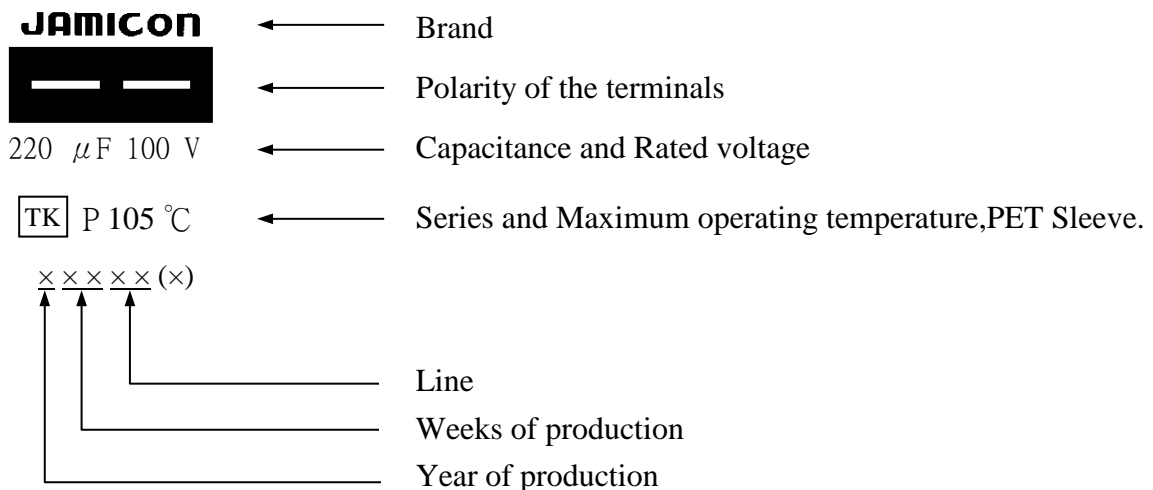 JAMICON Brand
Polarity of the terminals
220 μF 100 V Capacitance and Rated voltage
TK P 105 ℃ Series and Maximum operating temperature,PET Sleeve.
× × × × × (×)
Line
Weeks of production
Year of production